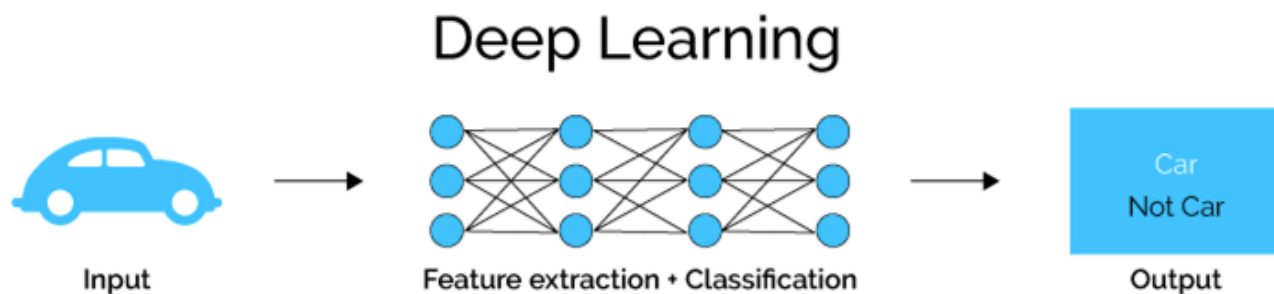 Deep Learning
Car
Not Car
Input
Feature extraction + Classification
Output